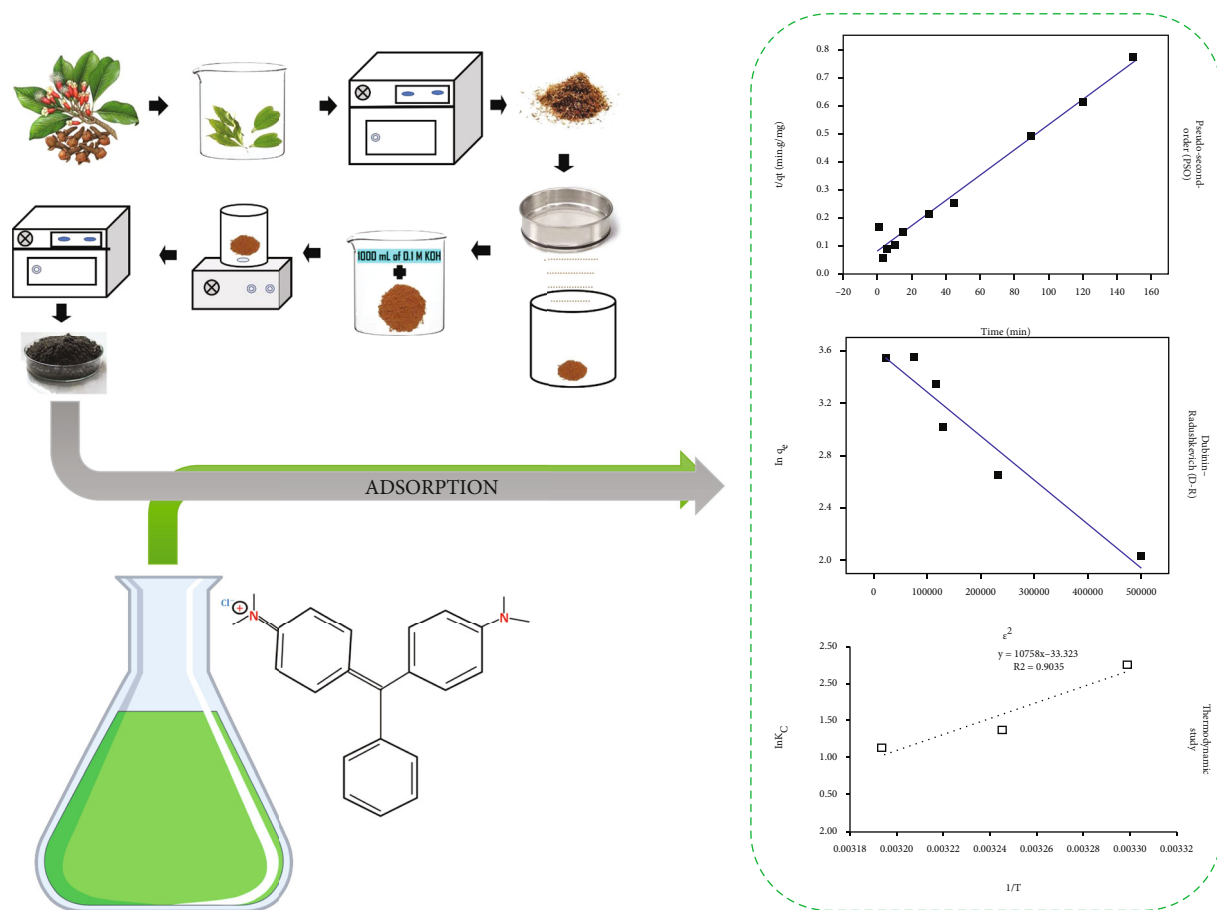 1000 mL of 0.1 M KOH
ADSORPTION
Cl⁻
+
N
N
0.8
0.6
0.4
0.5
0.3
0.2
0.1
0.0
t/qt (min.g/mg)
−20
0
20
40
60
80
100
120
140
160
Time (min)
Pseudo-second-
order (PSO)
3.6
3.2
2.8
2.4
2.0
ln qe
0
100000
200000
300000
400000
500000
ε²
Dubinin–
Radushkevich (D-R)
y = 10758x–33.323
R2 = 0.9035
2.50
2.50
1.50
1.00
0.50
2.00
lnKC
0.00318
0.00320
0.00322
0.00324
0.00326
0.00328
0.00330
0.00332
1/T
Thermodynamic
study